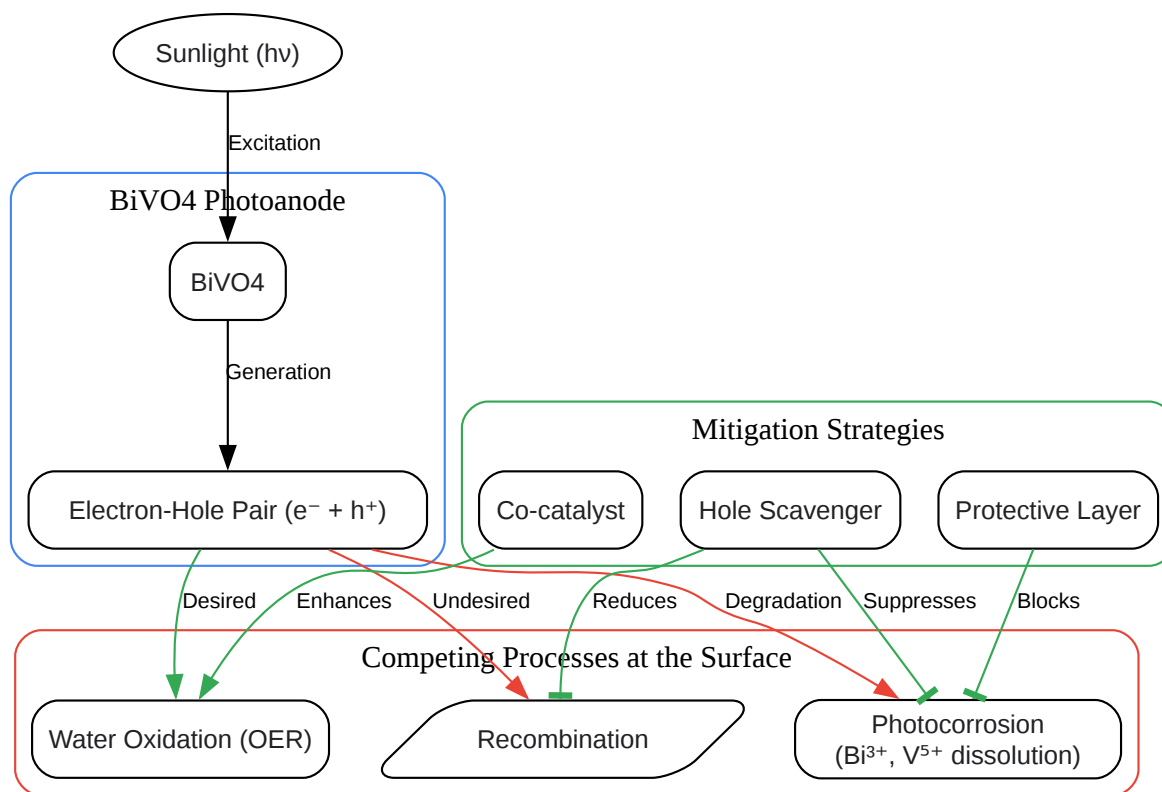 Sunlight (hν)
Excitation
BiVO4 Photoanode
BiVO4
Generation
Mitigation Strategies
Electron-Hole Pair (e⁻ + h⁺)
Co-catalyst
Hole Scavenger
Protective Layer
Desired
Enhances
Undesired
Reduces
Degradation
Suppresses
Blocks
Competing Processes at the Surface
Water Oxidation (OER)
Recombination
Photocorrosion
(Bi³⁺, V⁵⁺ dissolution)